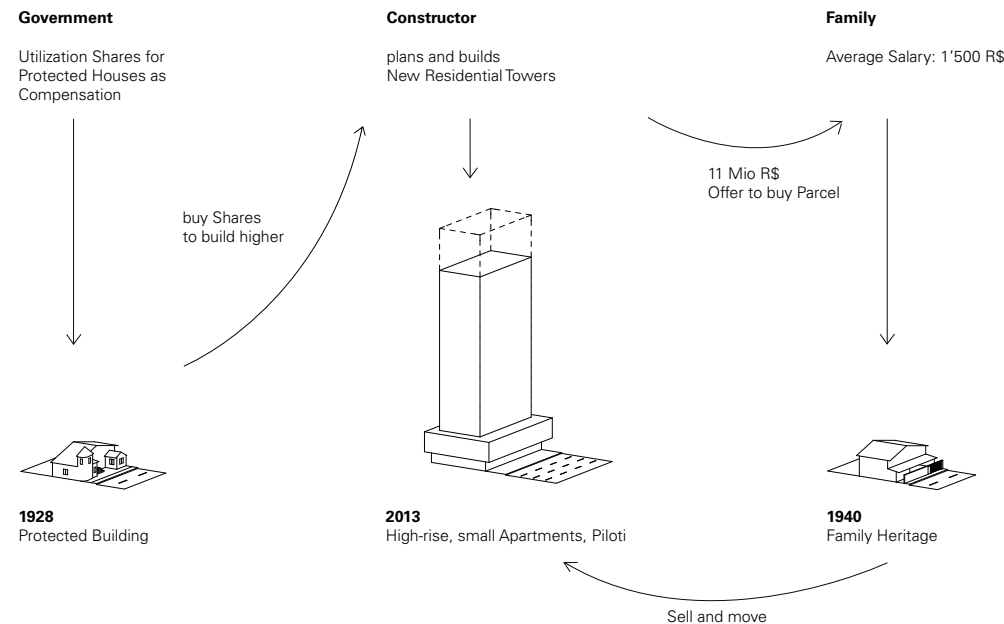 Government
Utilization Shares for
Protected Houses as
Compensation
Constructor
plans and builds
New Residential Towers
Family
Average Salary: 1'500 R$
buy Shares
to build higher
11 Mio R$
Offer to buy Parcel
1928
Protected Building
2013
High-rise, small Apartments, Piloti
1940
Family Heritage
Sell and move